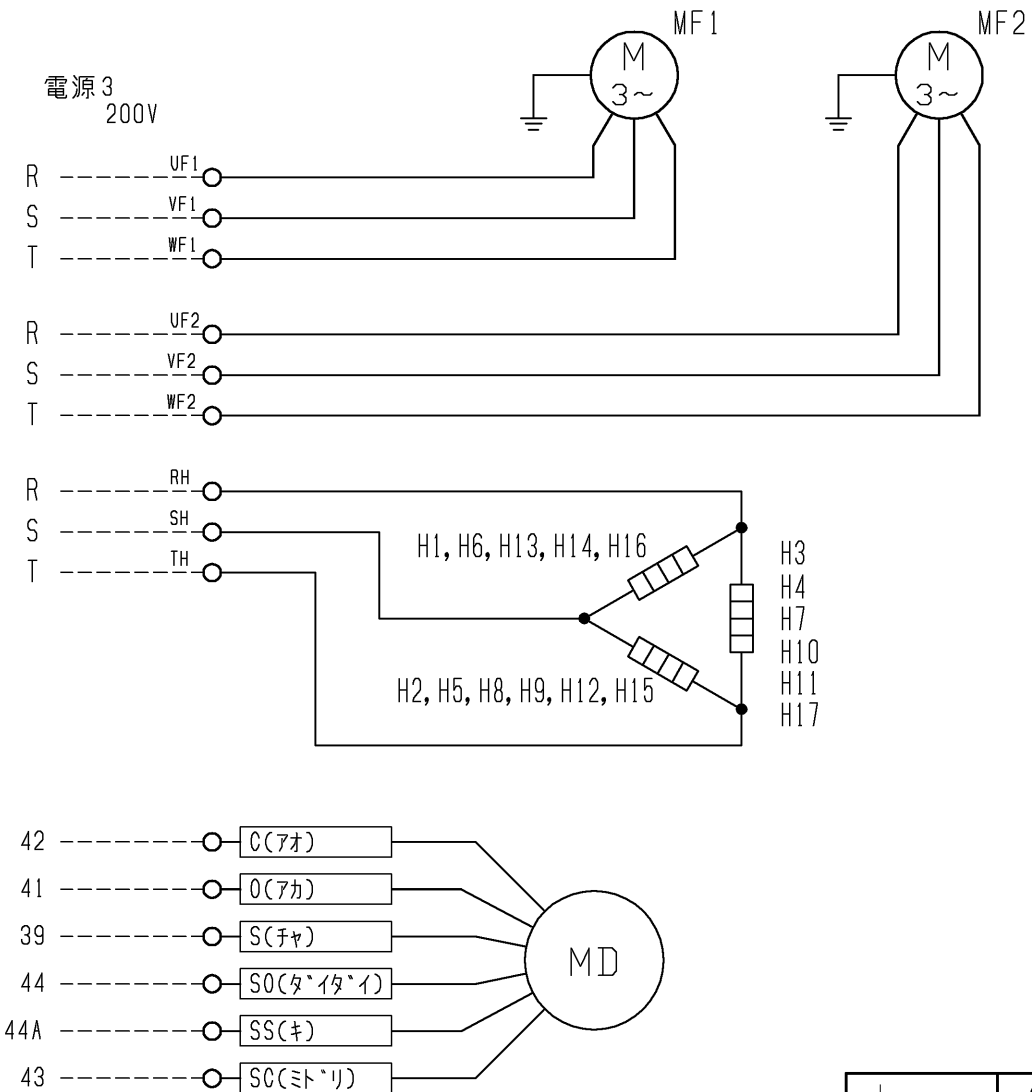 MF1
MF2
M
3~
M
3~
電源3
200V
R UF1
S VF1
T WF1
R UF2
S VF2
T WF2
R RH
S SH
T TH
H1, H6, H13, H14, H16
H3
H4
H7
H10
H11
H17
H2, H5, H8, H9, H12, H15
42 C(アオ)
41 O(アカ)
39 S(チャ)
44 SO(ダイダイ)
44A SS(キ)
43 SC(ミドリ)
MD